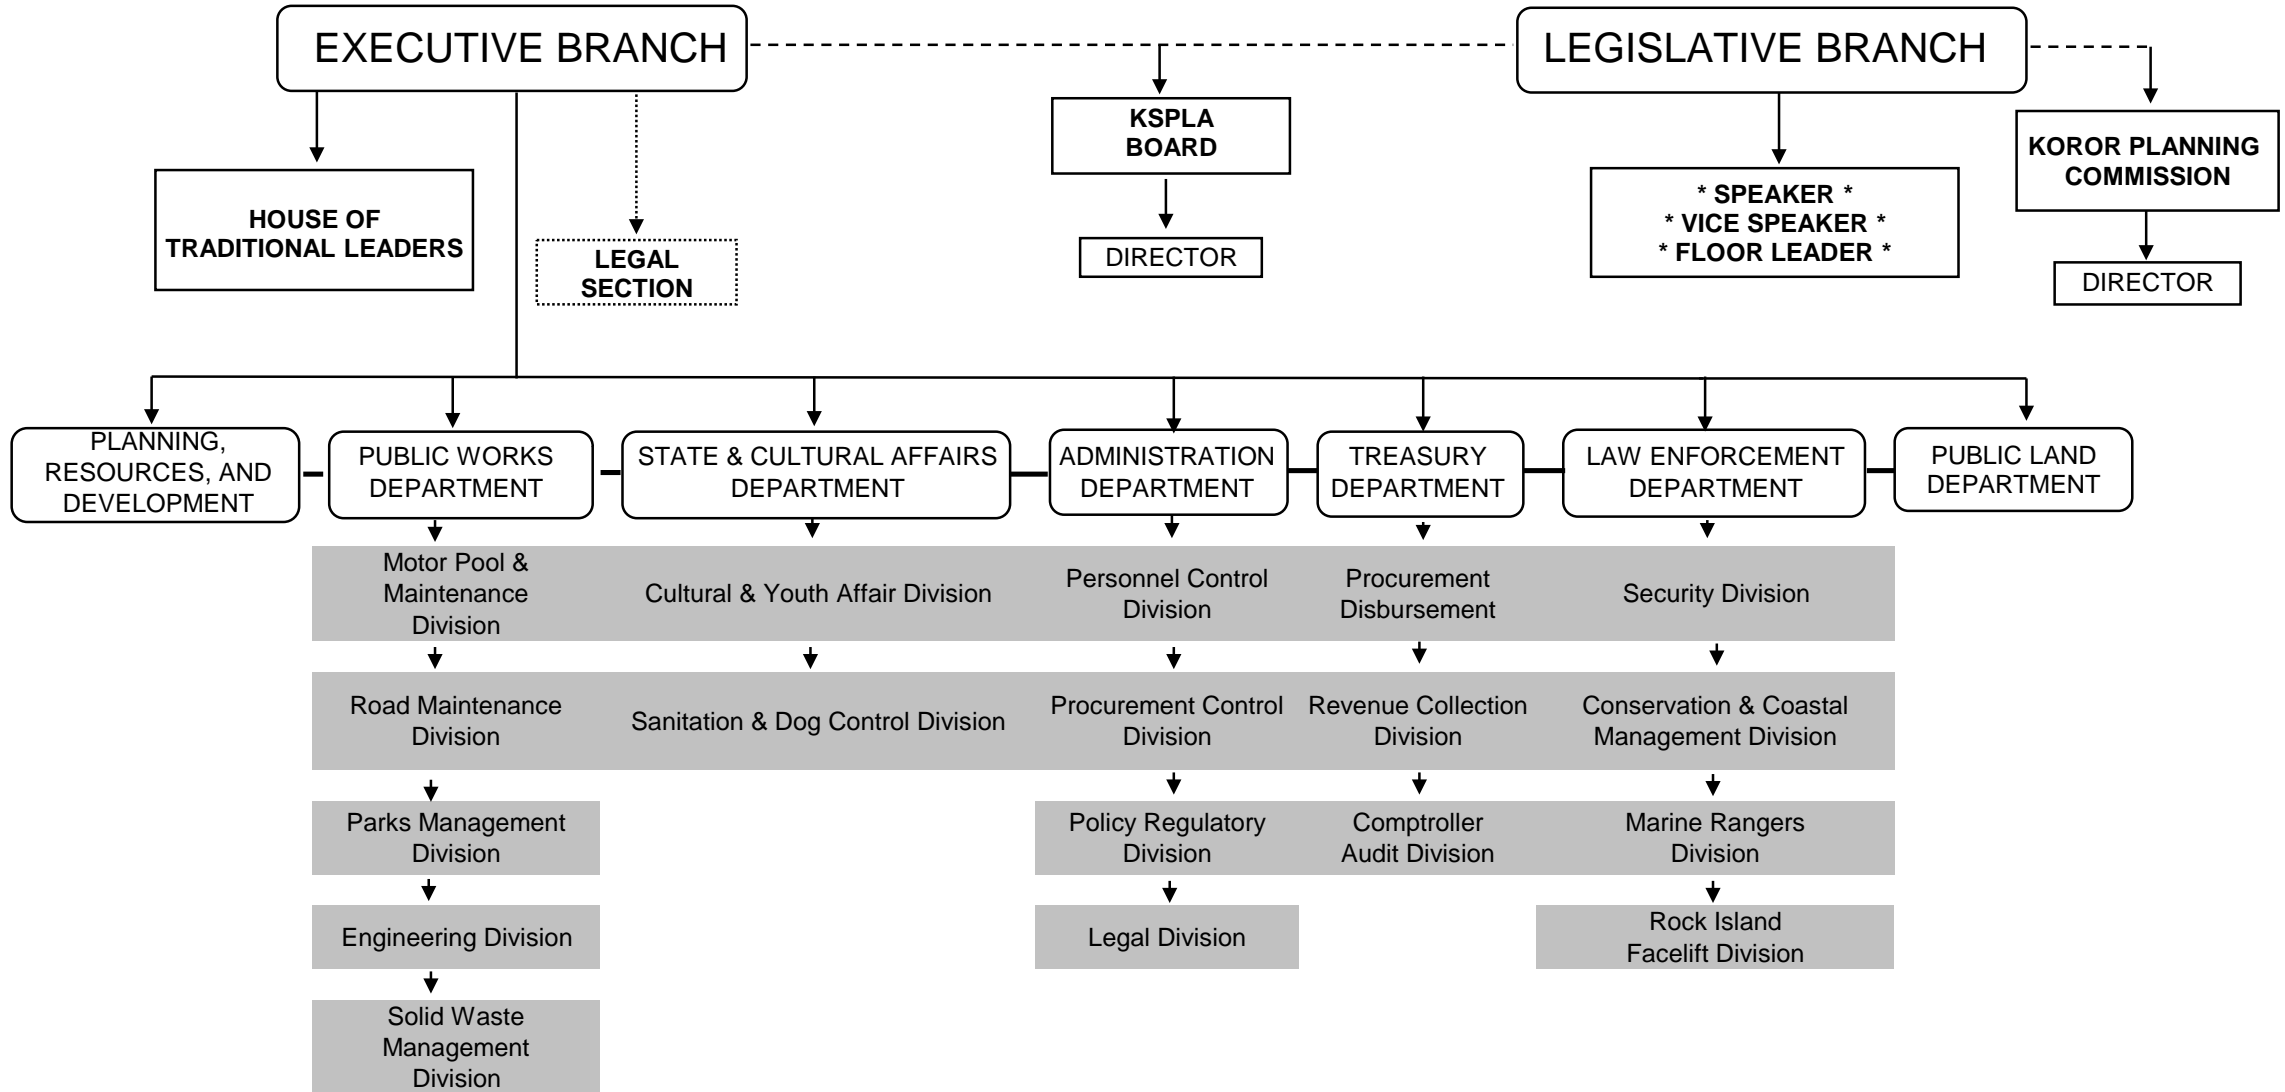 EXECUTIVE BRANCH
LEGISLATIVE BRANCH
HOUSE OF
TRADITIONAL LEADERS
LEGAL
SECTION
KSPLA
BOARD
DIRECTOR
* SPEAKER *
* VICE SPEAKER *
* FLOOR LEADER *
KOROR PLANNING
COMMISSION
DIRECTOR
PLANNING,
RESOURCES, AND
DEVELOPMENT
PUBLIC WORKS
DEPARTMENT
STATE & CULTURAL AFFAIRS
DEPARTMENT
ADMINISTRATION
DEPARTMENT
TREASURY
DEPARTMENT
LAW ENFORCEMENT
DEPARTMENT
PUBLIC LAND
DEPARTMENT
Motor Pool &
Maintenance
Division
Cultural & Youth Affair Division
Personnel Control
Division
Procurement
Disbursement
Security Division
Road Maintenance
Division
Sanitation & Dog Control Division
Procurement Control
Division
Revenue Collection
Division
Conservation & Coastal
Management Division
Parks Management
Division
Policy Regulatory
Division
Comptroller
Audit Division
Marine Rangers
Division
Engineering Division
Legal Division
Rock Island
Facelift Division
Solid Waste
Management
Division